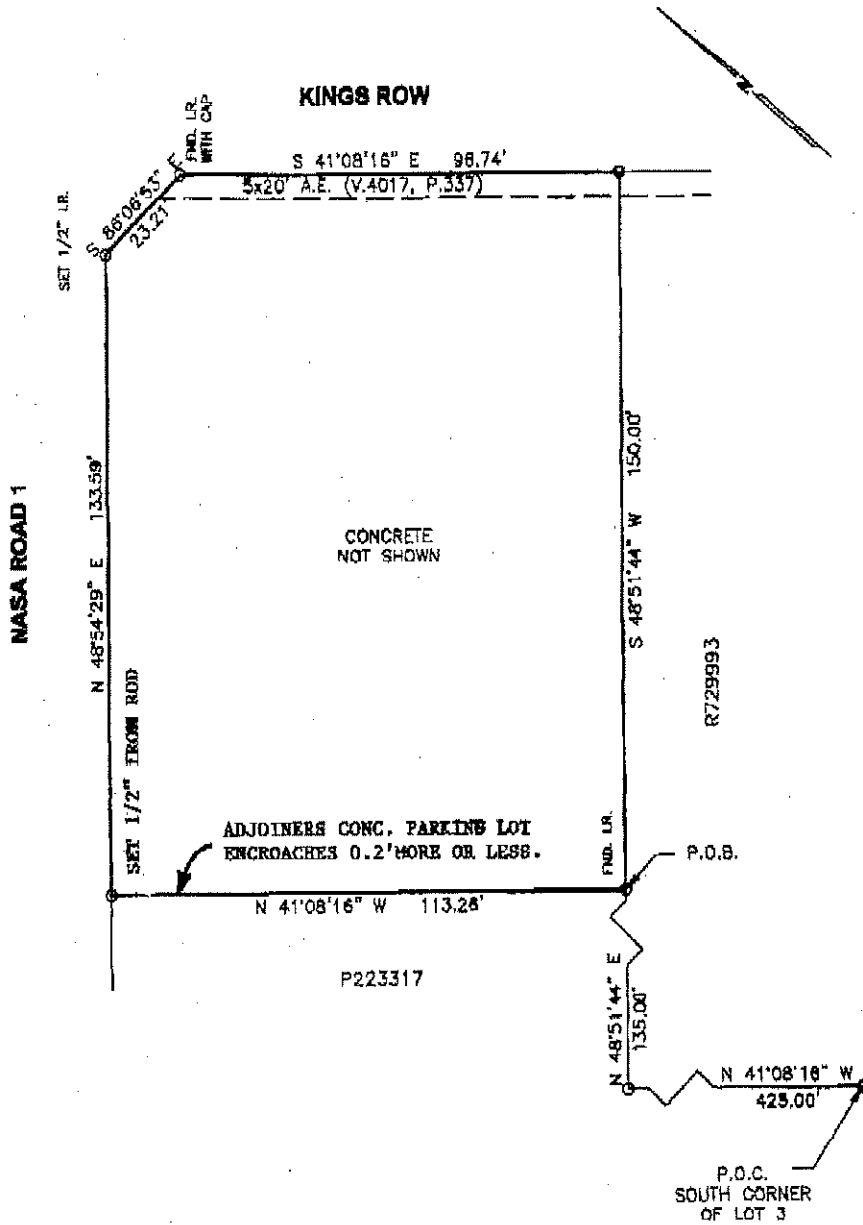 KINGS ROW
N
FND. I.R.
WITH CAP
S 41°08'16" E 96.74'
5x20' A.E. (V.4017, P.337)
S 86°06'53" E
23.21
SET 1/2" I.R.
NASA ROAD 1
N 48°54'29" E 133.59'
CONCRETE
NOT SHOWN
S 48°51'44" W 150.00'
R729993
SET 1/2" IRON ROD
ADJOINERS CONC. PARKING LOT
ENCROACHES 0.2' MORE OR LESS.
FND. I.R.
P.O.B.
N 41°08'16" W 113.26'
P223317
N 48°51'44" E
135.00'
N 41°08'16" W
425.00'
P.O.C.
SOUTH CORNER
OF LOT 3